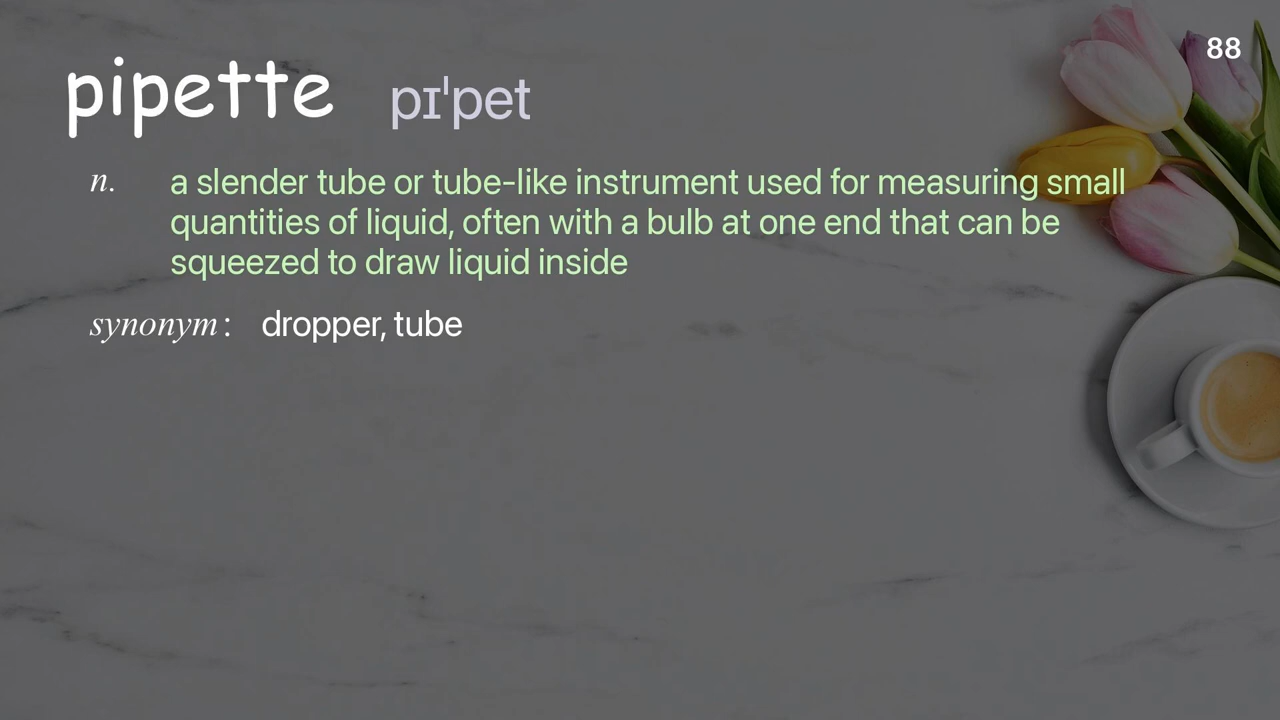 88
pipette pɪˈpet
n. a slender tube or tube-like instrument used for measuring small
quantities of liquid, often with a bulb at one end that can be
squeezed to draw liquid inside
synonym: dropper, tube